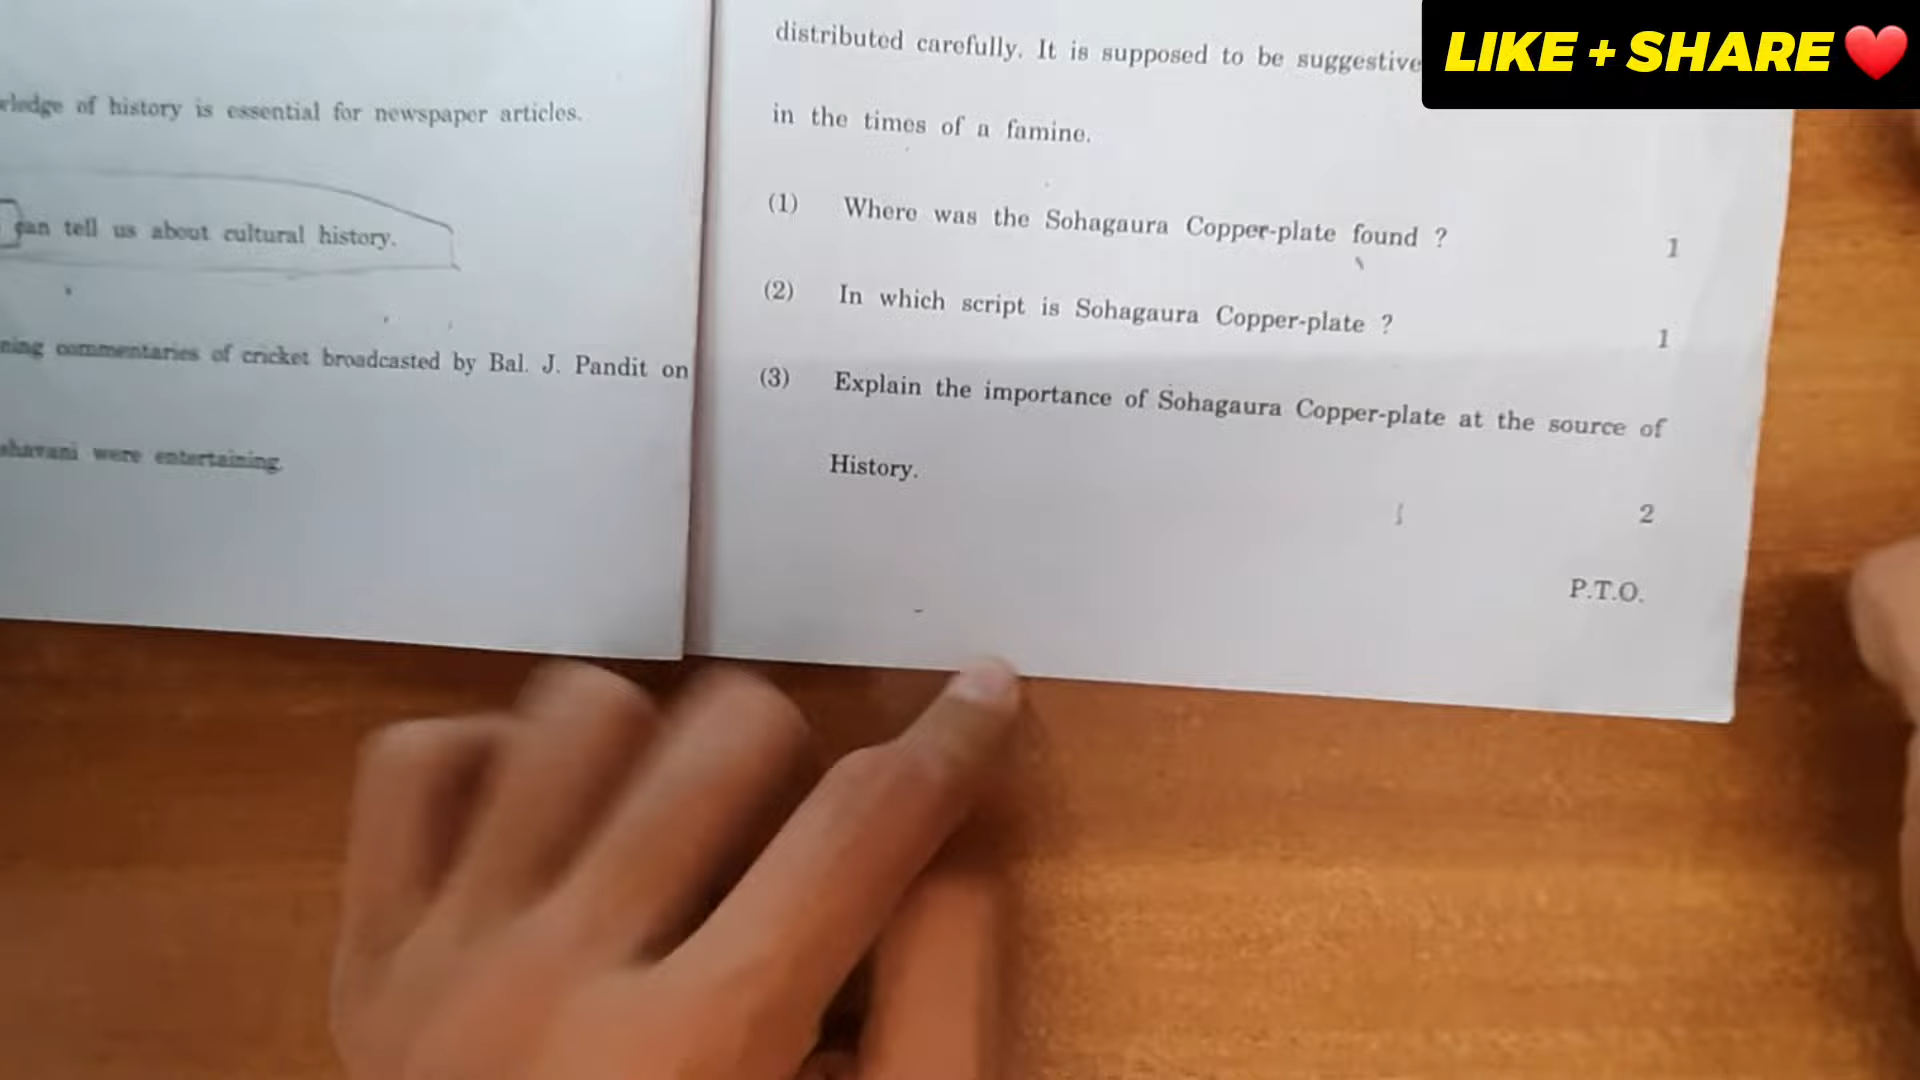 of history is essential for newspaper articles.
can tell us about cultural history.
commentaries of cricket broadcasted by Bal. J. Pandit on
were entertaining
distributed carefully. It is supposed to be suggestive
in the times of a famine.
(1) Where was the Sohagaura Copper-plate found ? 1
(2) In which script is Sohagaura Copper-plate ? 1
(3) Explain the importance of Sohagaura Copper-plate at the source of
History. 2
P.T.O.
LIKE + SHARE ❤️